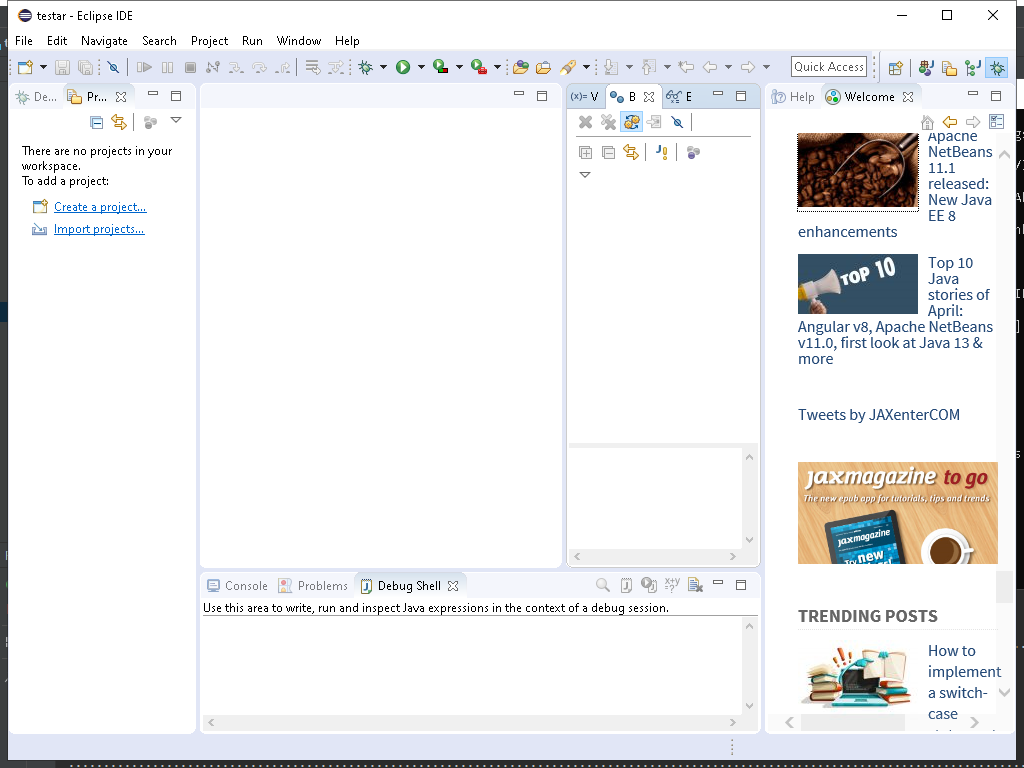 testar - Eclipse IDE
File Edit Navigate Search Project Run Window Help
Quick Access
De... Pr...
There are no projects in your
workspace.
To add a project:
Create a project...
Import projects...
(x)= V B E
Help Welcome
Apache
NetBeans
11.1
released:
New Java
EE 8
enhancements
TOP 10
Top 10
Java
stories of
April:
Angular v8, Apache NetBeans
v11.0, first look at Java 13 &
more
Tweets by JAXenterCOM
jaxmagazine to go
The new epub app for tutorials, tips and trends
jaxmagazine
Try new
TRENDING POSTS
How to
implement
a switch-
case
Console Problems Debug Shell
Use this area to write, run and inspect Java expressions in the context of a debug session.